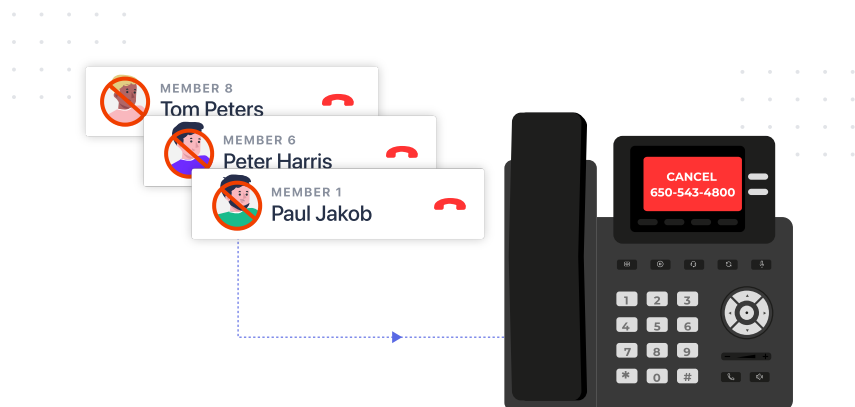 MEMBER 8
Tom Peters
MEMBER 6
Peter Harris
MEMBER 1
Paul Jakob
CANCEL
650-543-4800
1 2 3
4 5 6
7 8 9
* 0 #
- +